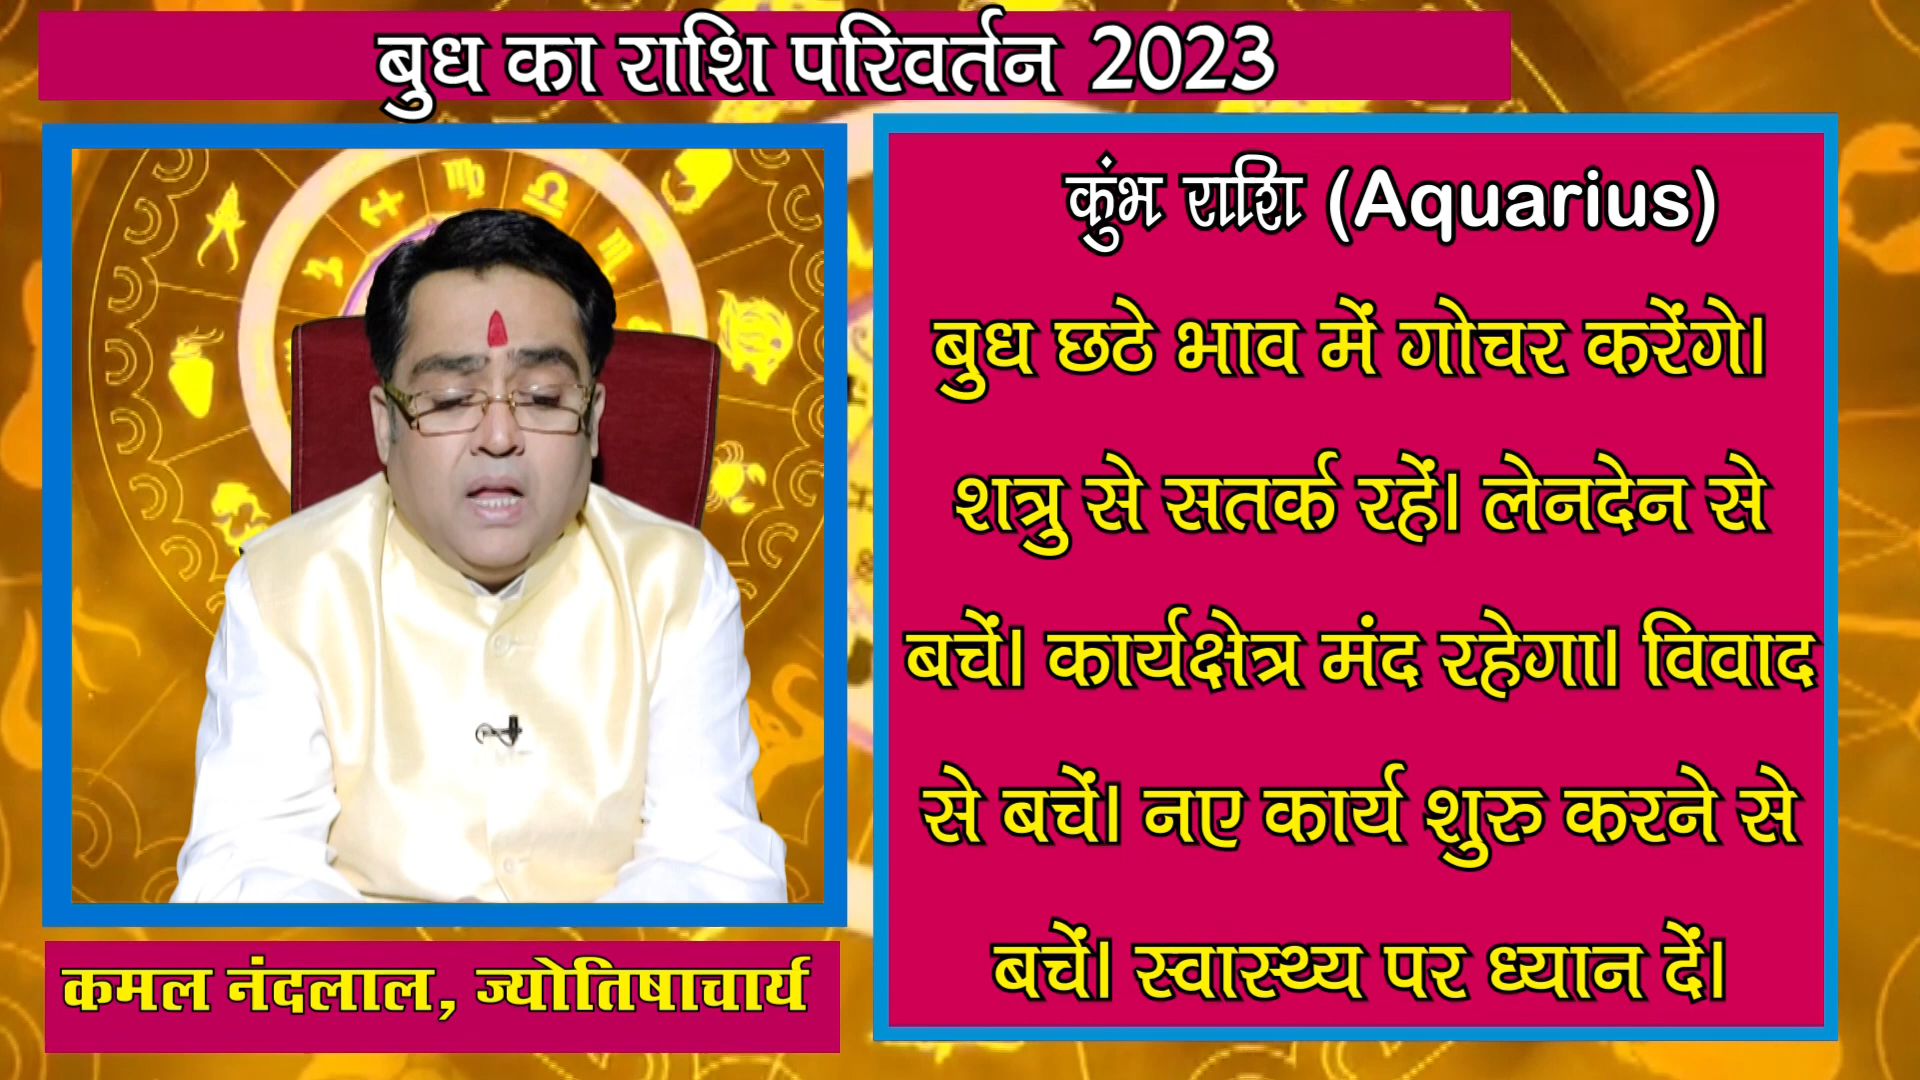 बुध का राशि परिवर्तन 2023
कुंभ राशि (Aquarius)
बुध छठे भाव में गोचर करेंगे।
शत्रु से सतर्क रहें। लेनदेन से
बचें। कार्यक्षेत्र मंद रहेगा। विवाद
से बचें। नए कार्य शुरु करने से
बचें। स्वास्थ्य पर ध्यान दें।
कमल नंदलाल, ज्योतिषाचार्य